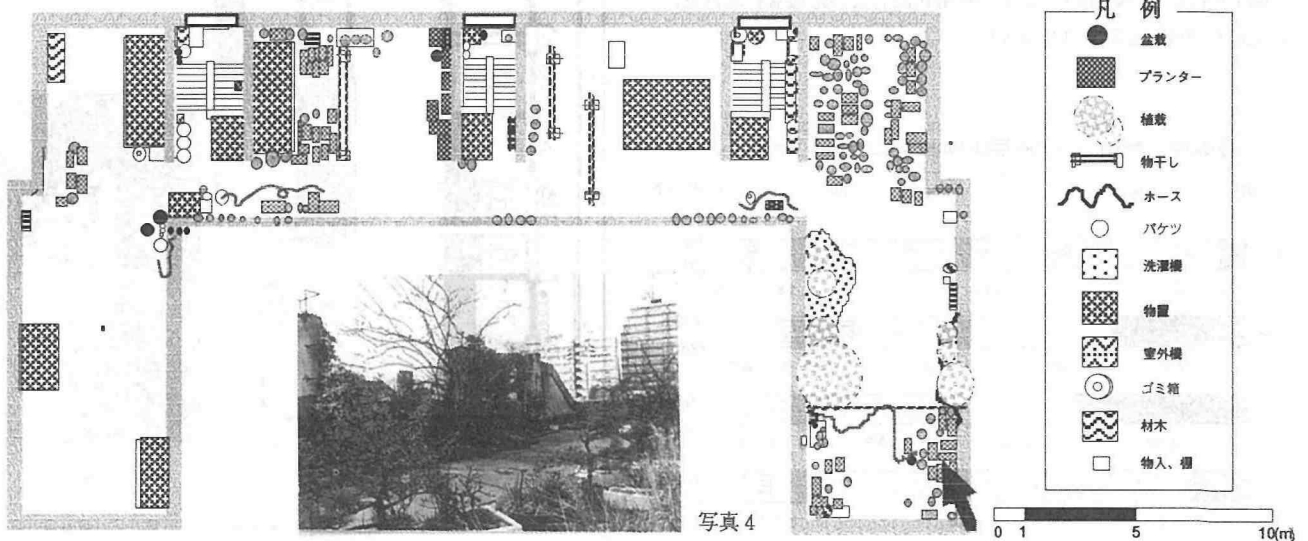 凡 例
盆栽
プランター
植栽
物干し
ホース
バケツ
洗濯機
物置
室外機
ゴミ箱
材木
物入、棚
写真 4
0 1 5 10(m)